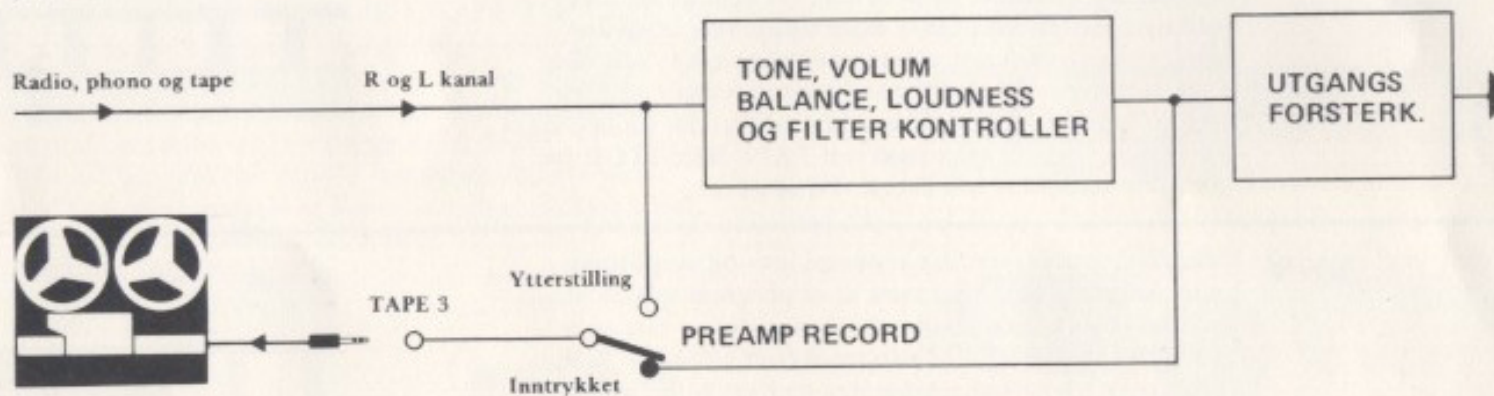 Radio, phono og tape
R og L kanal
TONE, VOLUM
BALANCE, LOUDNESS
OG FILTER KONTROLLER
UTGANGS
FORSTERK.
Ytterstilling
TAPE 3
PREAMP RECORD
Inntrykket